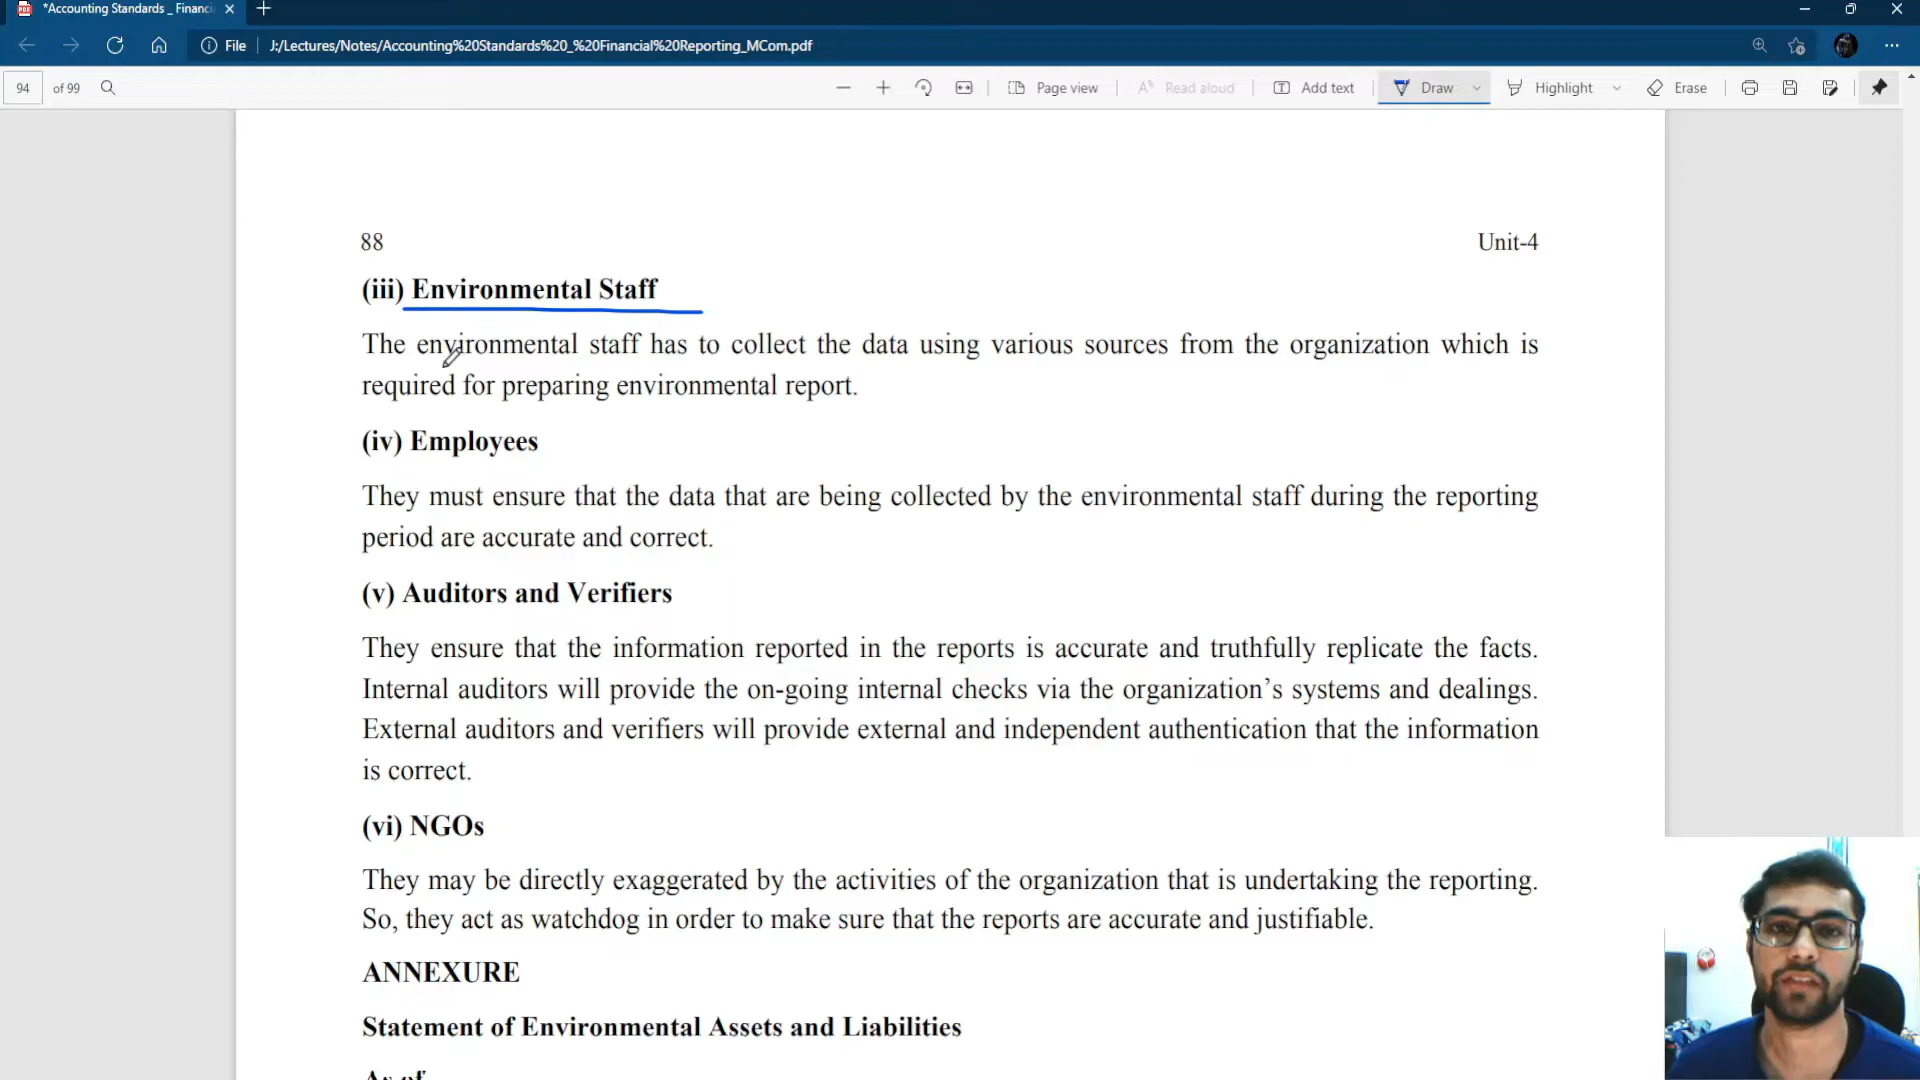 *Accounting Standards _ Financi
File J:/Lectures/Notes/Accounting%20Standards%20_%20Financial%20Reporting_MCom.pdf
94 of 99 Page view Read aloud Add text Draw Highlight Erase
88 Unit-4
(iii) Environmental Staff
The environmental staff has to collect the data using various sources from the organization which is
required for preparing environmental report.
(iv) Employees
They must ensure that the data that are being collected by the environmental staff during the reporting
period are accurate and correct.
(v) Auditors and Verifiers
They ensure that the information reported in the reports is accurate and truthfully replicate the facts.
Internal auditors will provide the on-going internal checks via the organization’s systems and dealings.
External auditors and verifiers will provide external and independent authentication that the information
is correct.
(vi) NGOs
They may be directly exaggerated by the activities of the organization that is undertaking the reporting.
So, they act as watchdog in order to make sure that the reports are accurate and justifiable.
ANNEXURE
Statement of Environmental Assets and Liabilities
As of